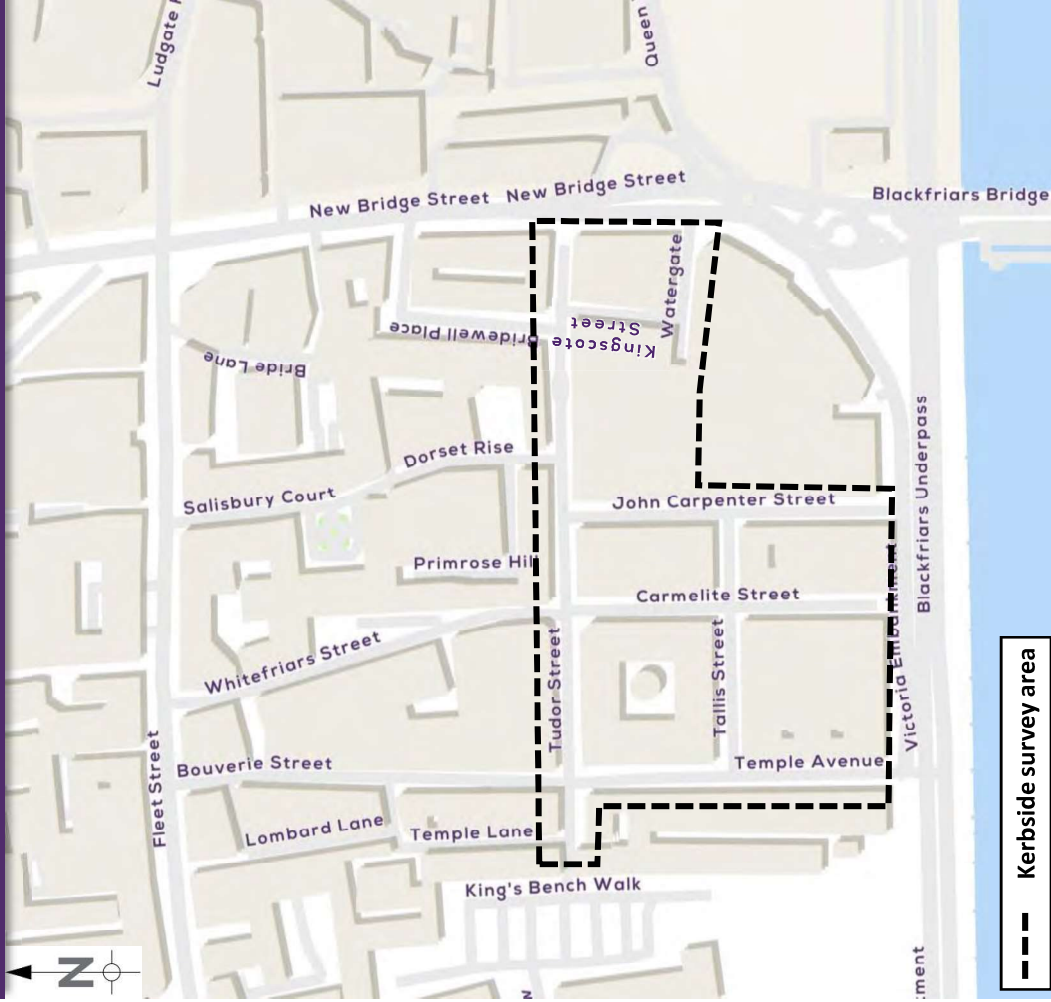 Ludgate
Queen
New Bridge Street
New Bridge Street
Blackfriars Bridge
Watergate
Bridewell Place
Kingscote
Street
Bride Lane
Dorset Rise
Salisbury Court
John Carpenter Street
Blackfriars Underpass
Primrose Hill
Carmelite Street
Victoria Embankment
Whitefriars Street
Tudor Street
Tallis Street
Temple Avenue
Bouverie Street
Fleet Street
Lombard Lane
Temple Lane
King's Bench Walk
Kerbside survey area
N